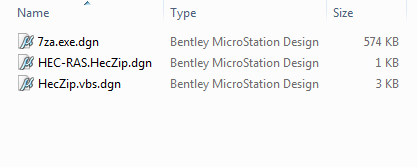 Name Type Size
7za.exe.dgn Bentley MicroStation Design 574 KB
HEC-RAS.HecZip.dgn Bentley MicroStation Design 1 KB
HecZip.vbs.dgn Bentley MicroStation Design 3 KB